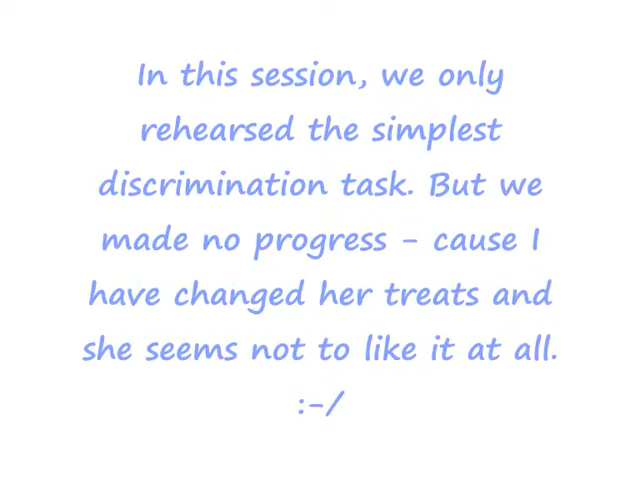 In this session, we only
rehearsed the simplest
discrimination task. But we
made no progress - cause I
have changed her treats and
she seems not to like it at all.
:-/